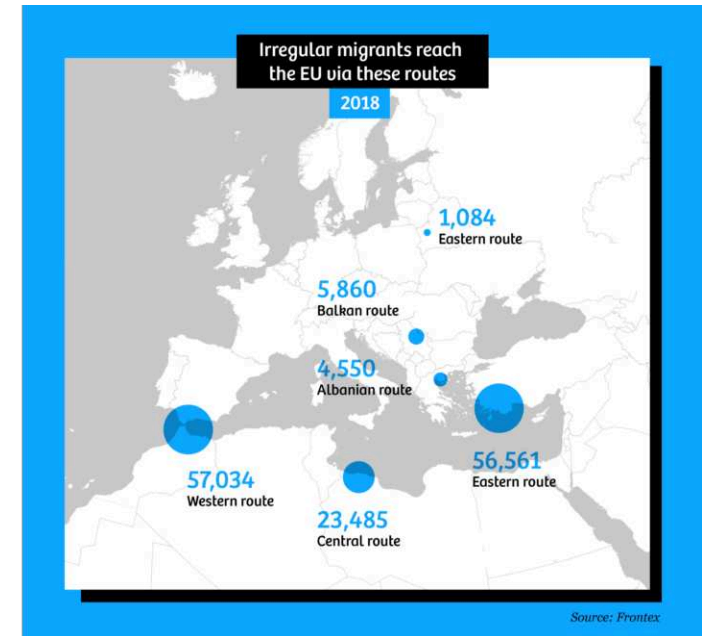 Irregular migrants reach
the EU via these routes
2018
1,084
Eastern route
5,860
Balkan route
4,550
Albanian route
57,034
Western route
56,561
Eastern route
23,485
Central route
Source: Frontex